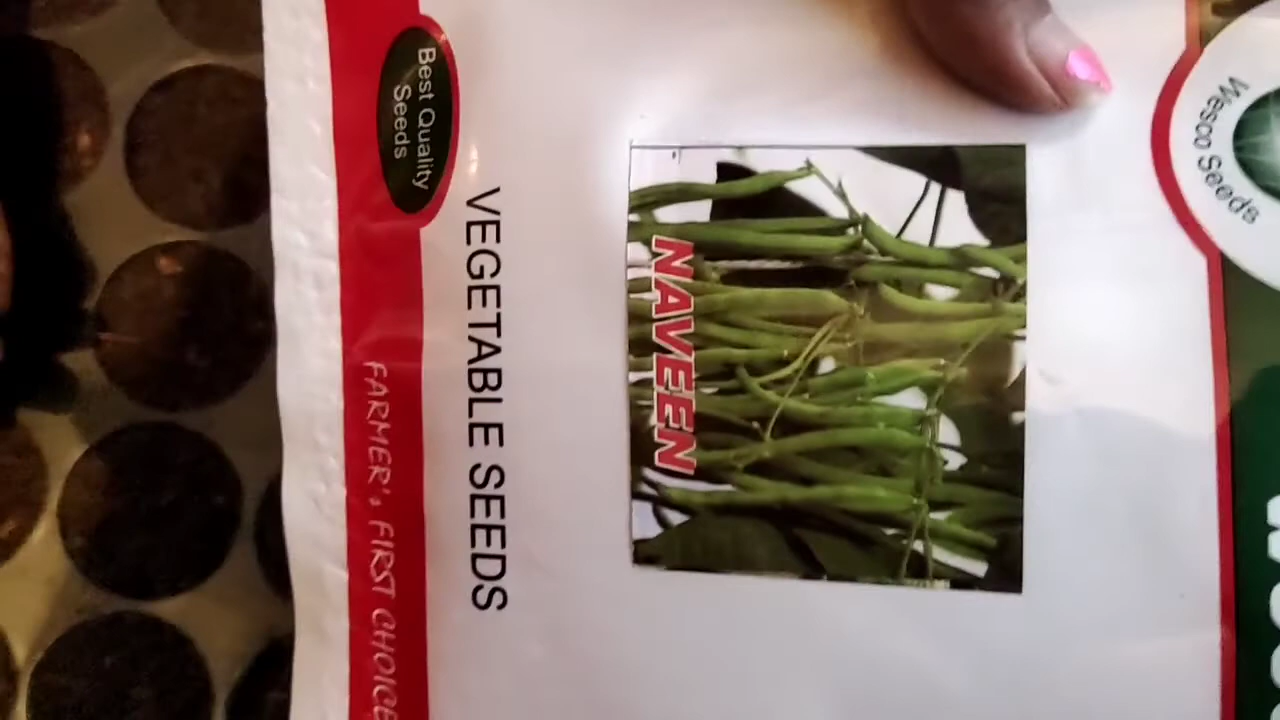 Wesco Seeds
NAVEEN
VEGETABLE SEEDS
Best Quality
Seeds
FARMER's FIRST CHOICE